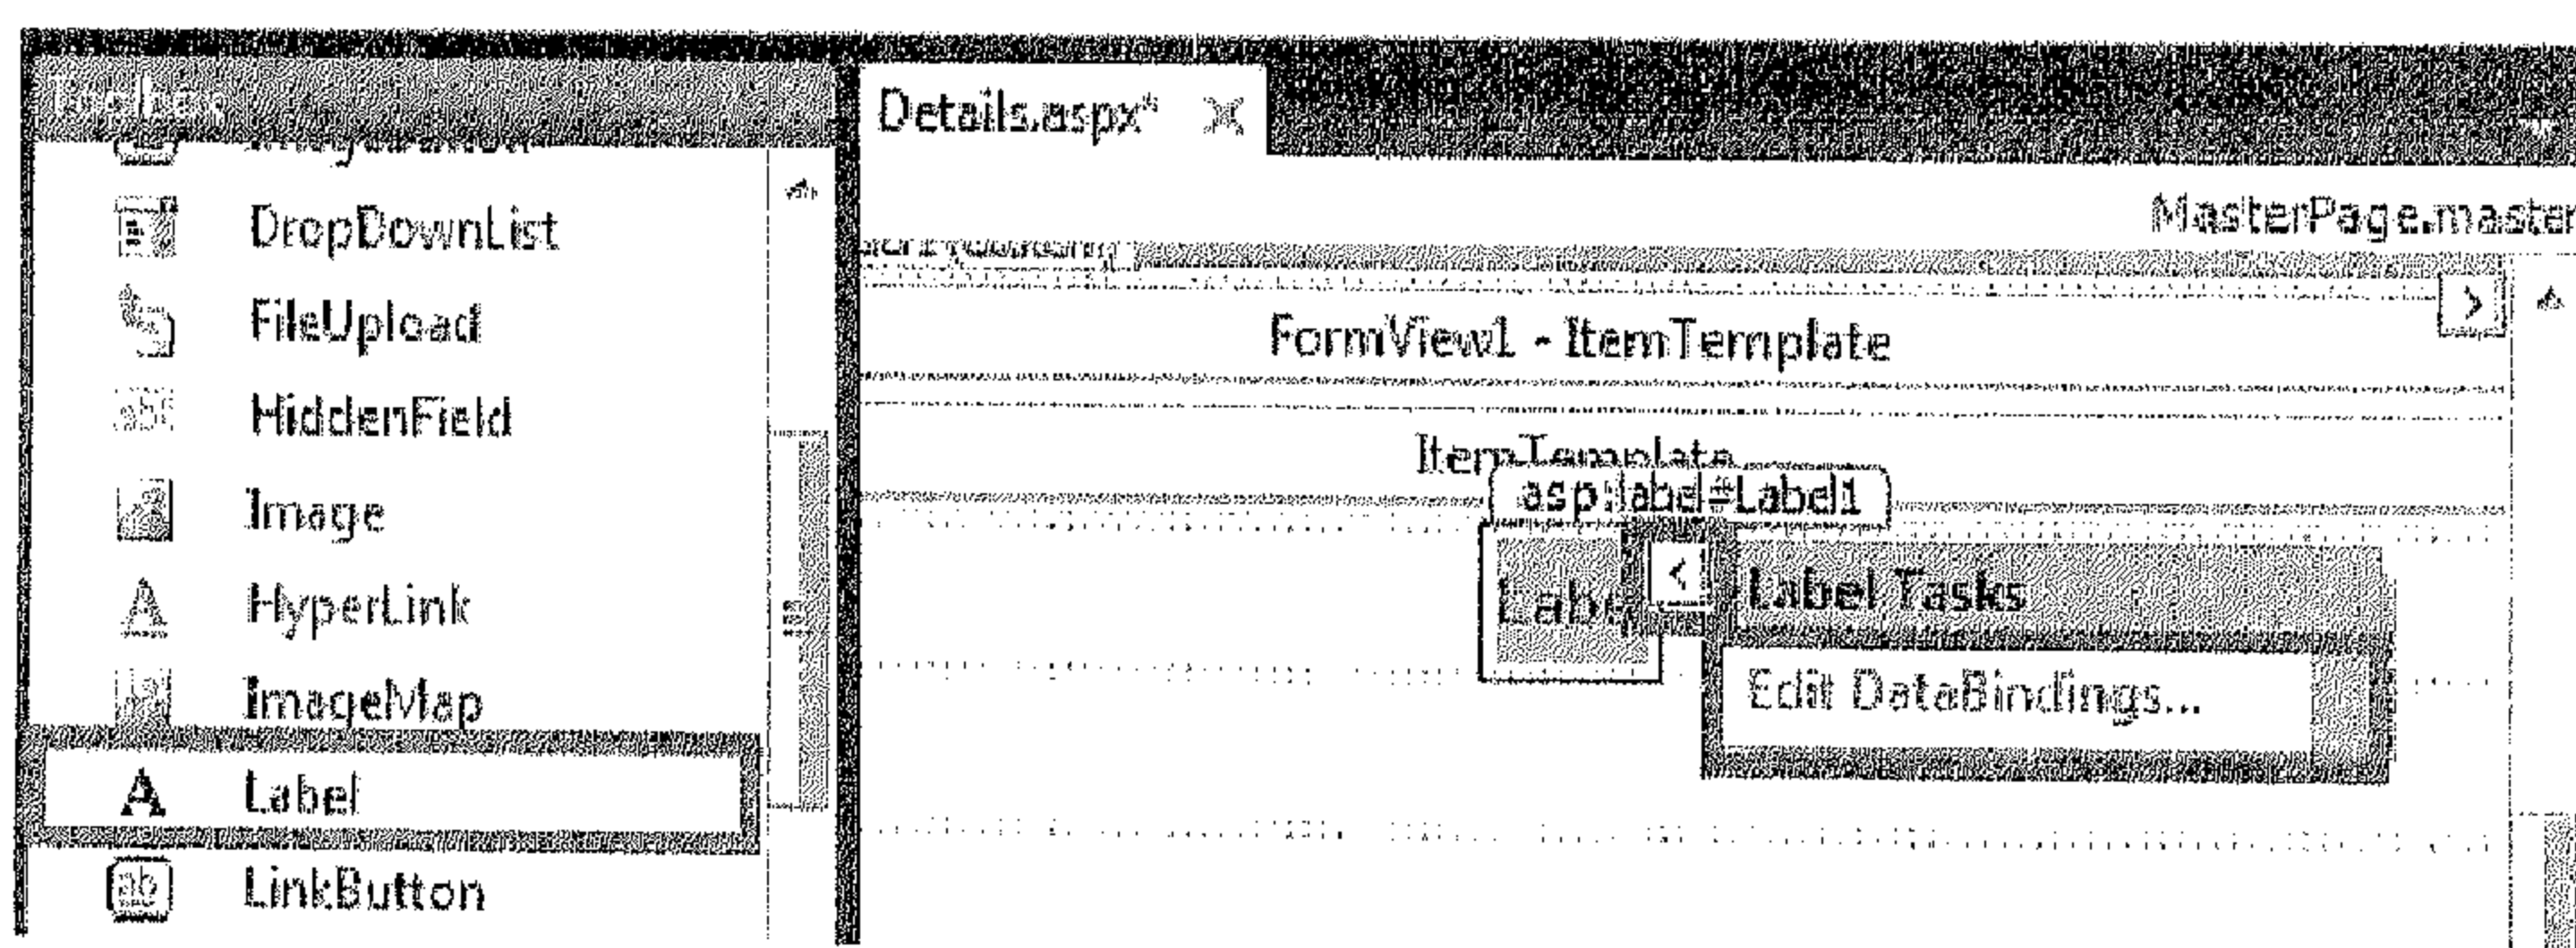 Toolbox
DropDownList
FileUpload
HiddenField
Image
HyperLink
ImageMap
Label
LinkButton
Details.aspx*
MasterPage.master
FormView1 - ItemTemplate
ItemTemplate
asp:label#Label1
Label Tasks
Edit DataBindings...